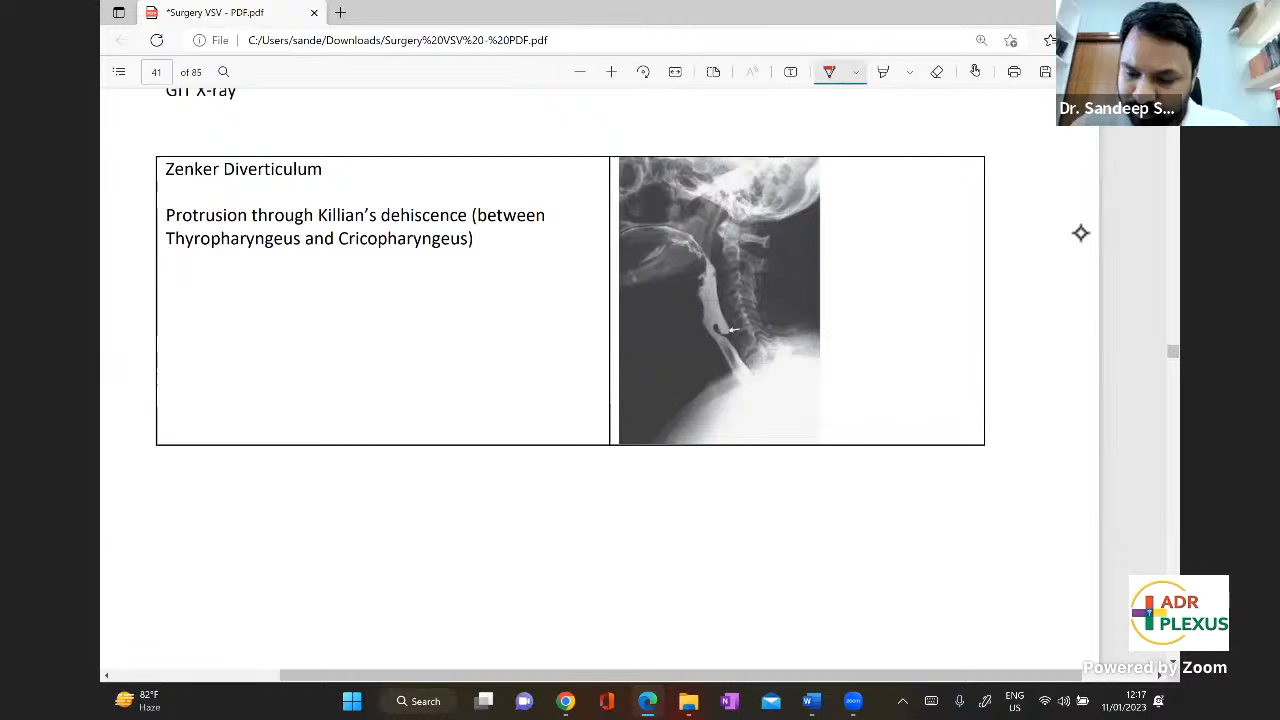 *Surgery VSV - PDF.pdf
File
C:/Users/sande/Downloads/Surgery%20VSV%20-%20PDF.pdf
41
of 85
GIT X-ray
Dr. Sandeep S...
Zenker Diverticulum
Protrusion through Killian's dehiscence (between
Thyropharyngeus and Cricopharyngeus)
ADR
PLEXUS
Powered by Zoom
82°F
Haze
Search
zoom
ENG
US
12:17
11/01/2023